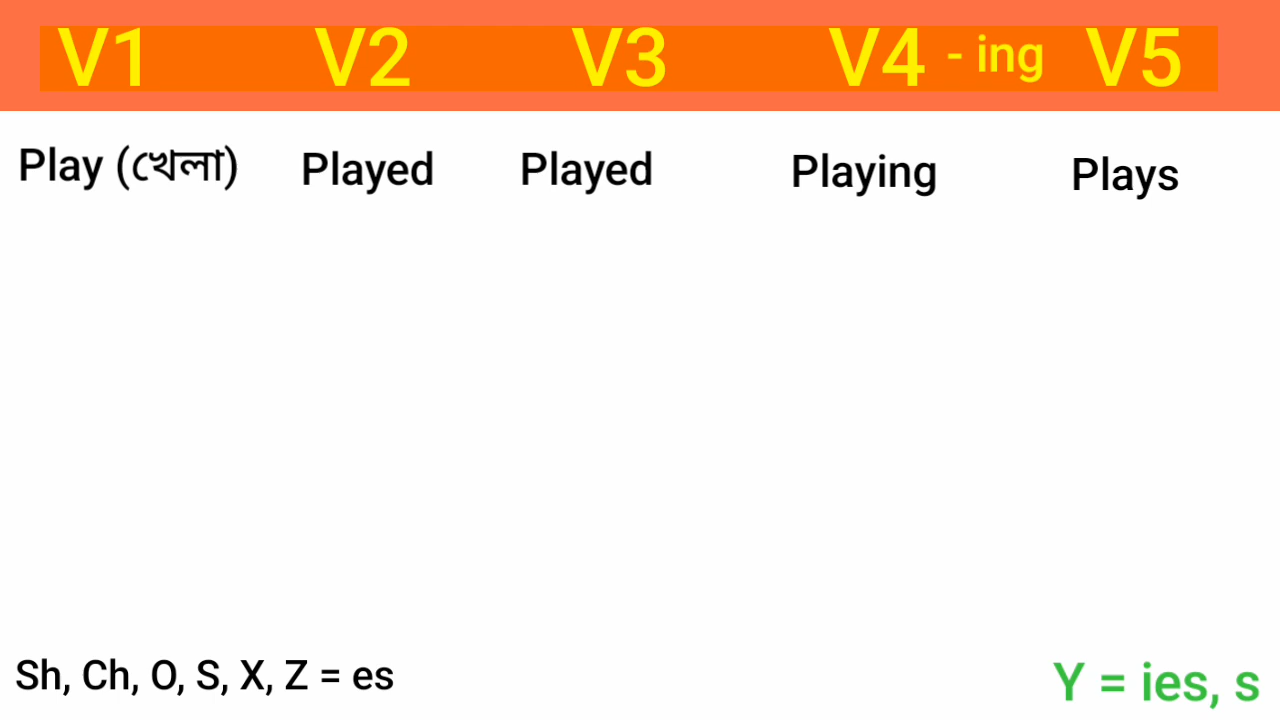 V1 V2 V3 V4 - ing V5
Play (খেলা) Played Played Playing Plays
Sh, Ch, O, S, X, Z = es
Y = ies, s